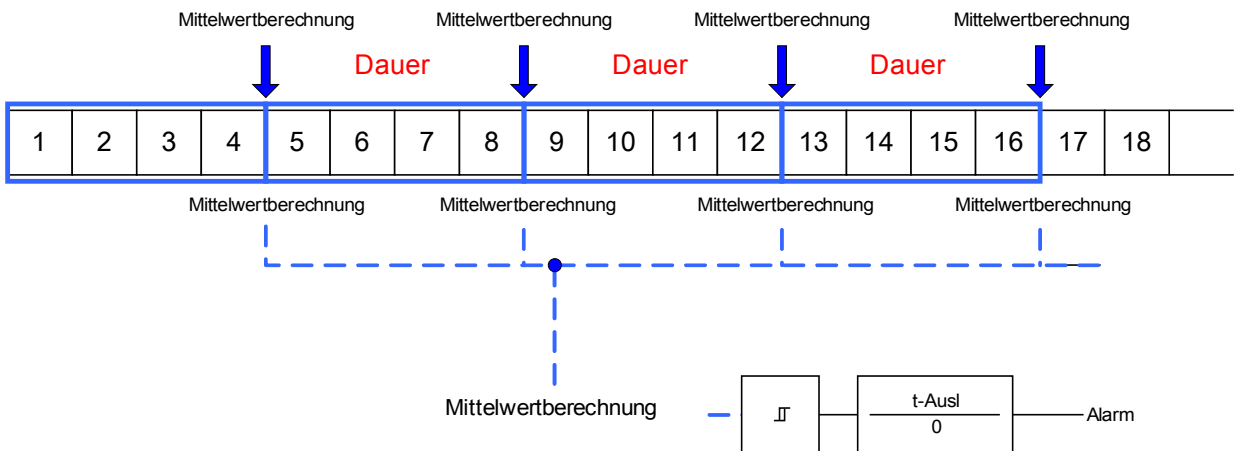 Mittelwertberechnung Mittelwertberechnung Mittelwertberechnung Mittelwertberechnung
Dauer Dauer Dauer
1 2 3 4 5 6 7 8 9 10 11 12 13 14 15 16 17 18
Mittelwertberechnung Mittelwertberechnung Mittelwertberechnung Mittelwertberechnung
Mittelwertberechnung
t-Ausl
0
Alarm